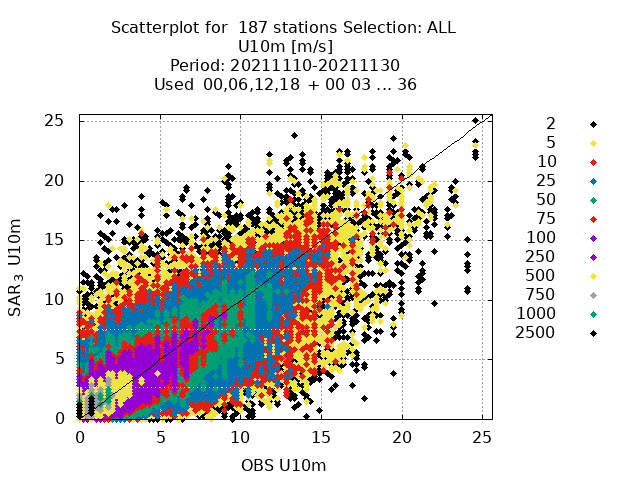 Scatterplot for 187 stations Selection: ALL
U10m [m/s]
Period: 20211110-20211130
Used 00,06,12,18 + 00 03 ... 36
25
20
15
10
5
0
SAR3 U10m
0 5 10 15 20 25
OBS U10m
2
5
10
25
50
75
100
250
500
750
1000
2500